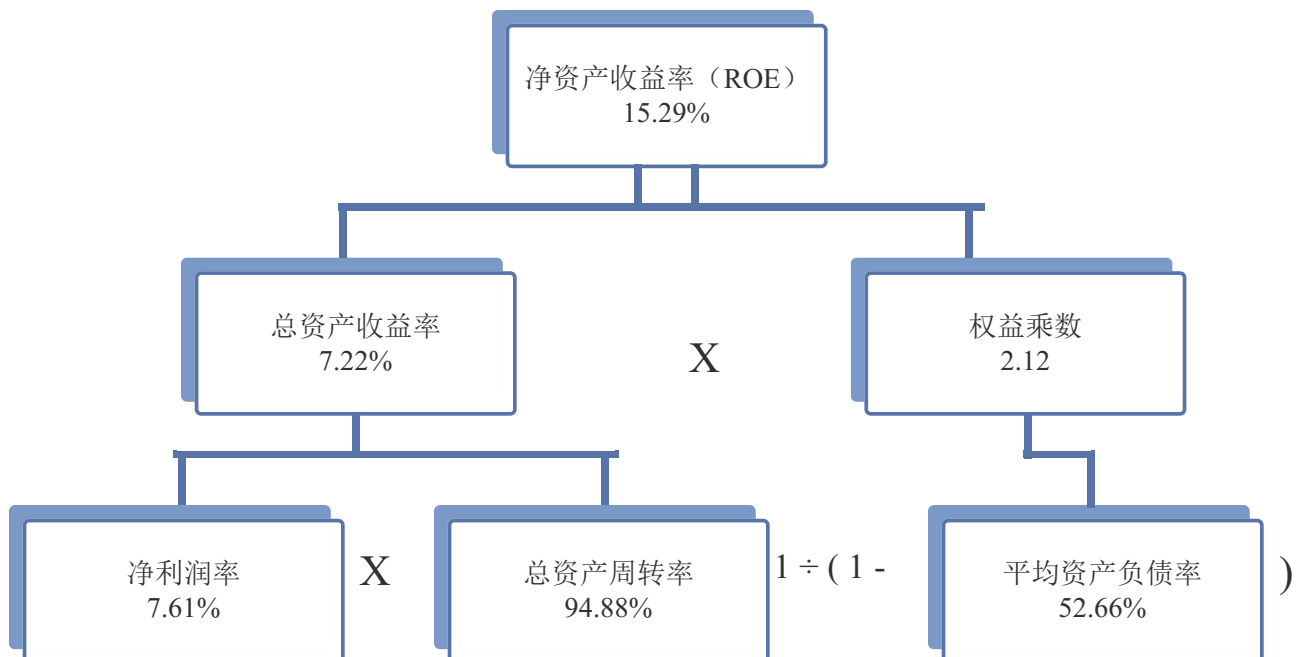 净资产收益率（ROE）
15.29%
总资产收益率
7.22%
X
权益乘数
2.12
净利润率
7.61%
X
总资产周转率
94.88%
1 ÷ ( 1 -
平均资产负债率
52.66%
)